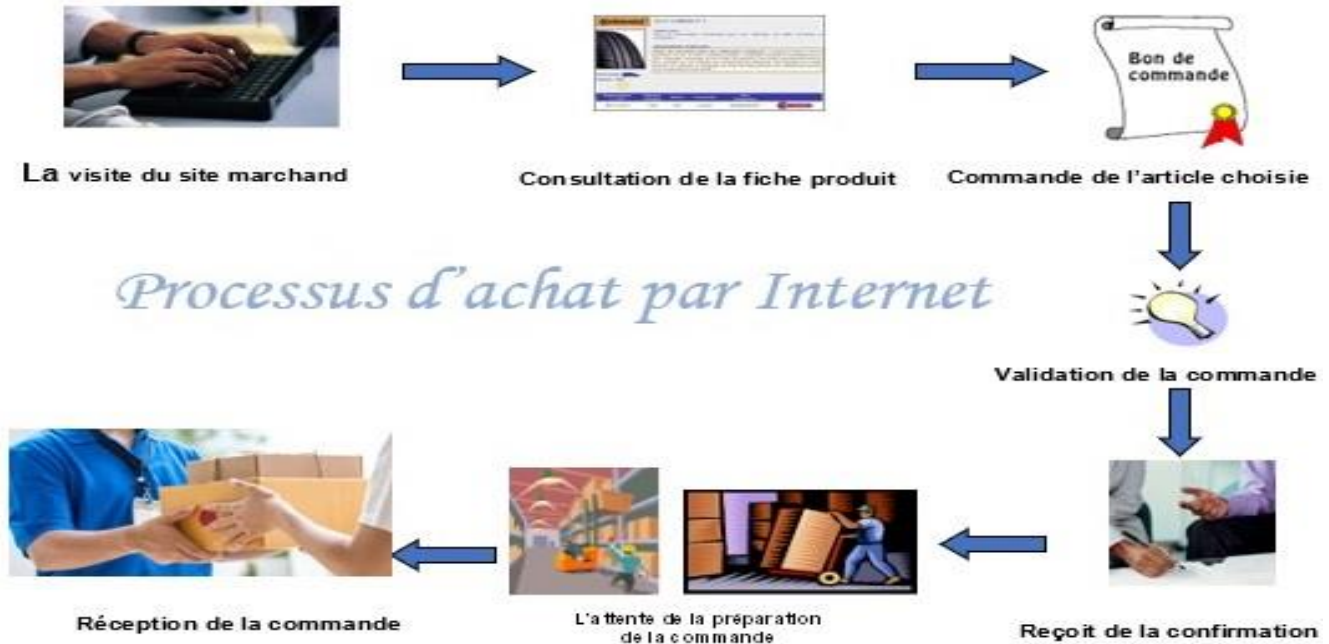 Bon de
commande
La visite du site marchand
Consultation de la fiche produit
Commande de l'article choisie
Processus d'achat par Internet
Validation de la commande
Réception de la commande
L'attente de la préparation
de la commande
Reçoit de la confirmation